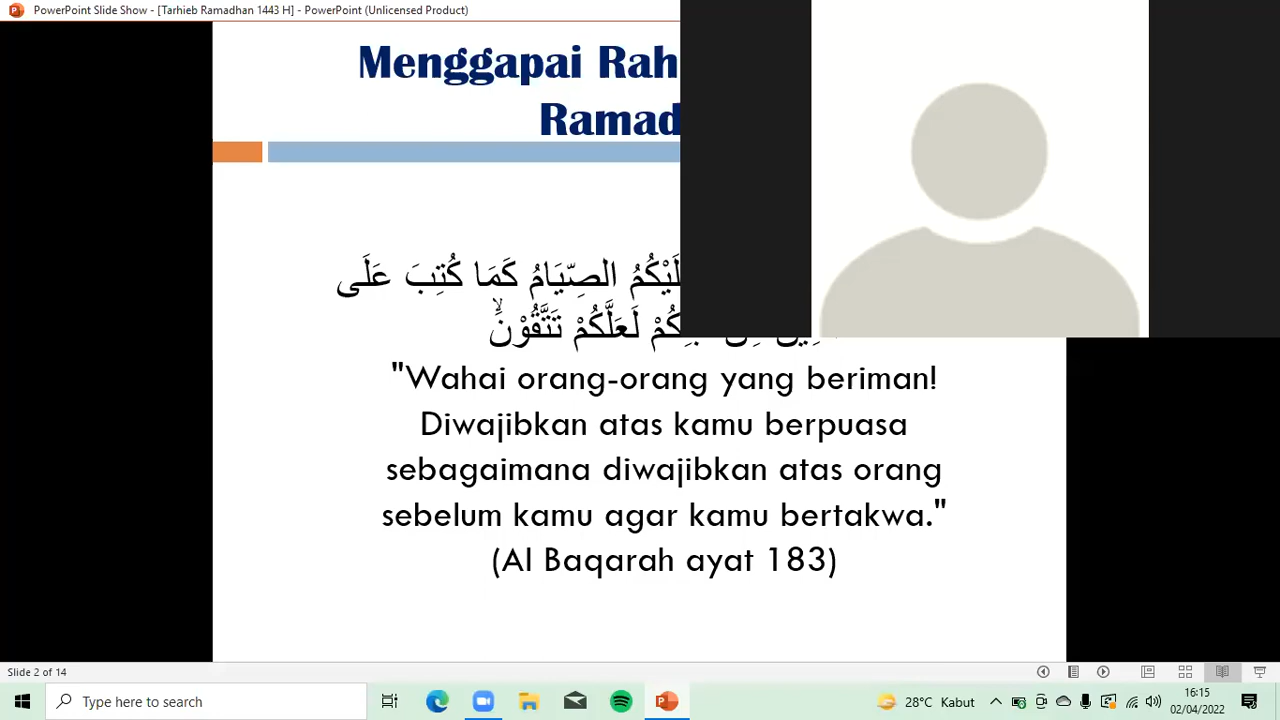 PowerPoint Slide Show - [Tarhieb Ramadhan 1443 H] - PowerPoint (Unlicensed Product)
Menggapai
الصِّيَامُ كَمَا كُتِبَ عَلَى
لَعَلَّكُمْ تَتَّقُوْنَۙ
"Wahai orang-orang yang beriman!
Diwajibkan atas kamu berpuasa
sebagaimana diwajibkan atas orang
sebelum kamu agar kamu bertakwa."
(Al Baqarah ayat 183)
Slide 2 of 14
Type here to search
28°C Kabut
16:15
02/04/2022